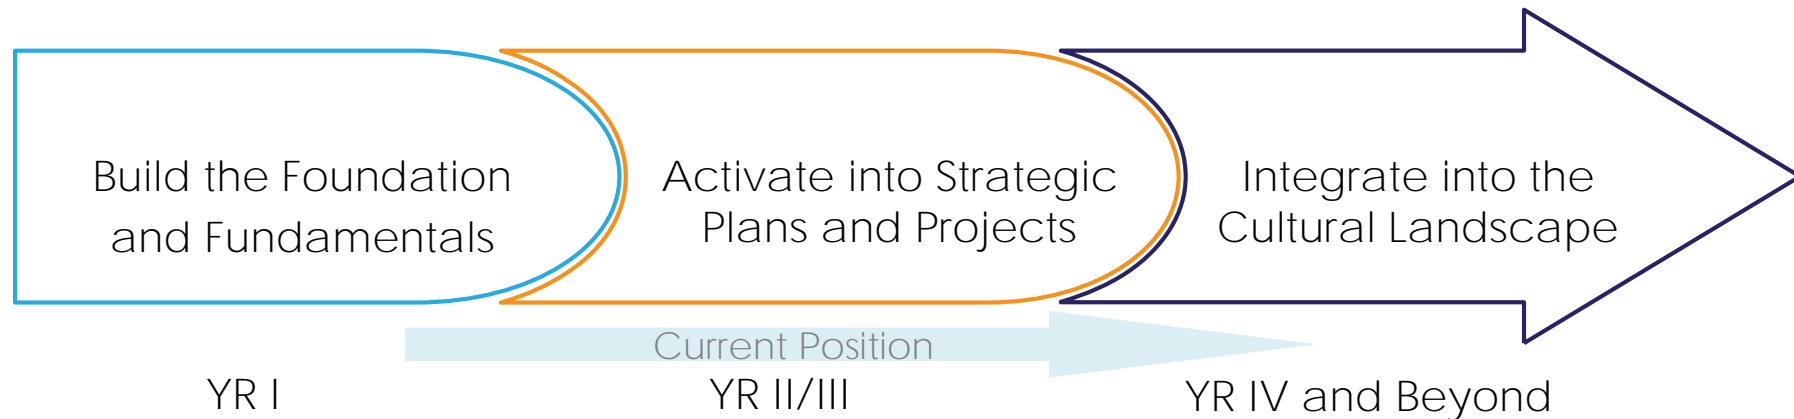 Build the Foundation
and Fundamentals
Activate into Strategic
Plans and Projects
Integrate into the
Cultural Landscape
Current Position
YR I
YR II/III
YR IV and Beyond